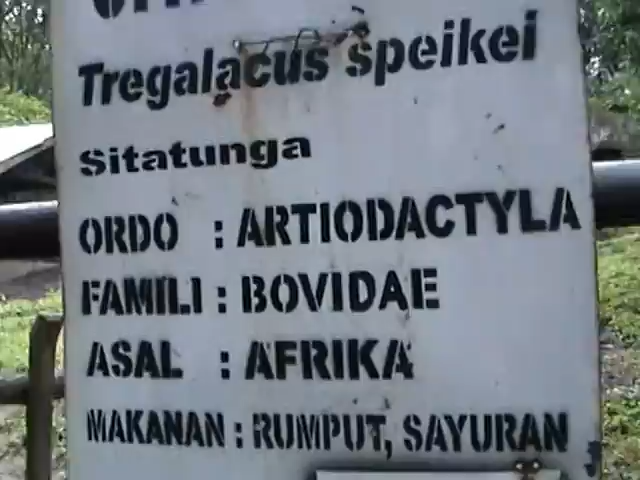 Tregalacus speikei
Sitatunga
ORDO : ARTIODACTYLA
FAMILI : BOVIDAE
ASAL : AFRIKA
MAKANAN : RUMPUT, SAYURAN